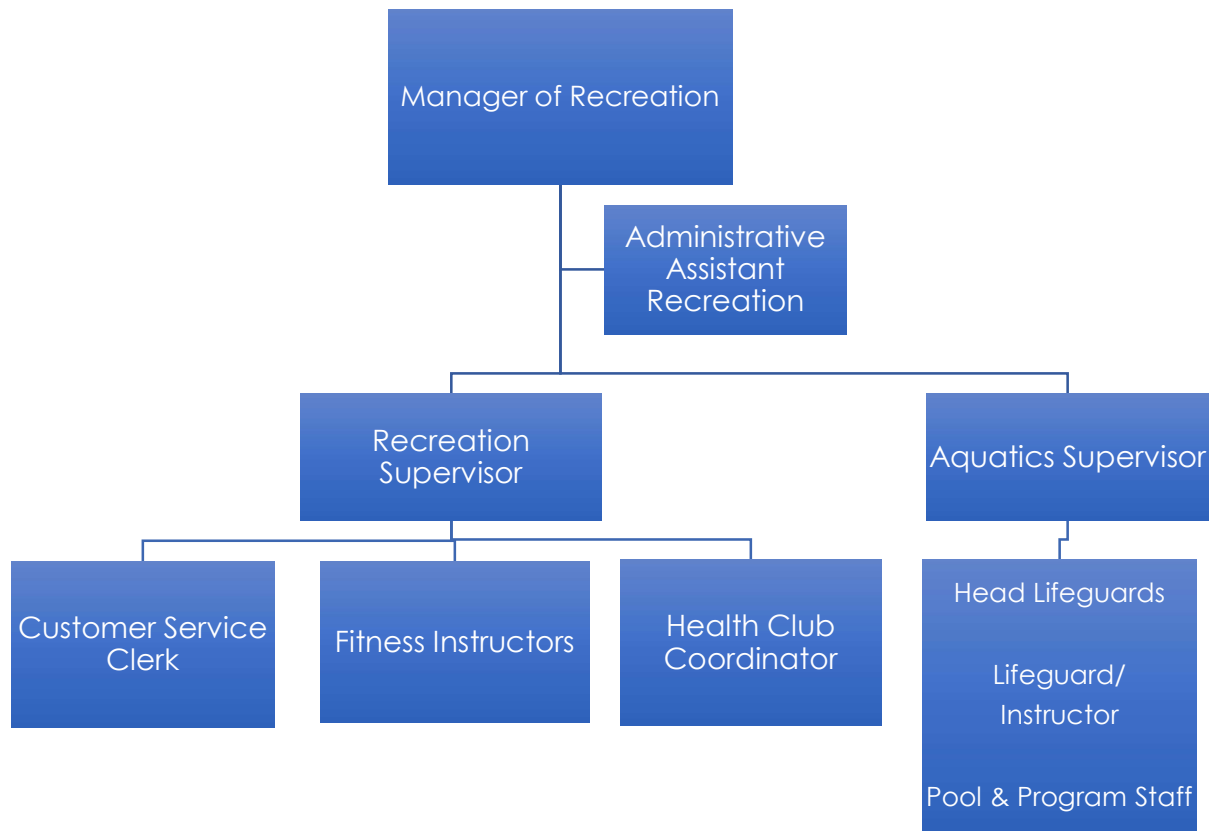 Manager of Recreation
Administrative
Assistant
Recreation
Recreation
Supervisor
Aquatics Supervisor
Customer Service
Clerk
Fitness Instructors
Health Club
Coordinator
Head Lifeguards
Lifeguard/
Instructor
Pool & Program Staff